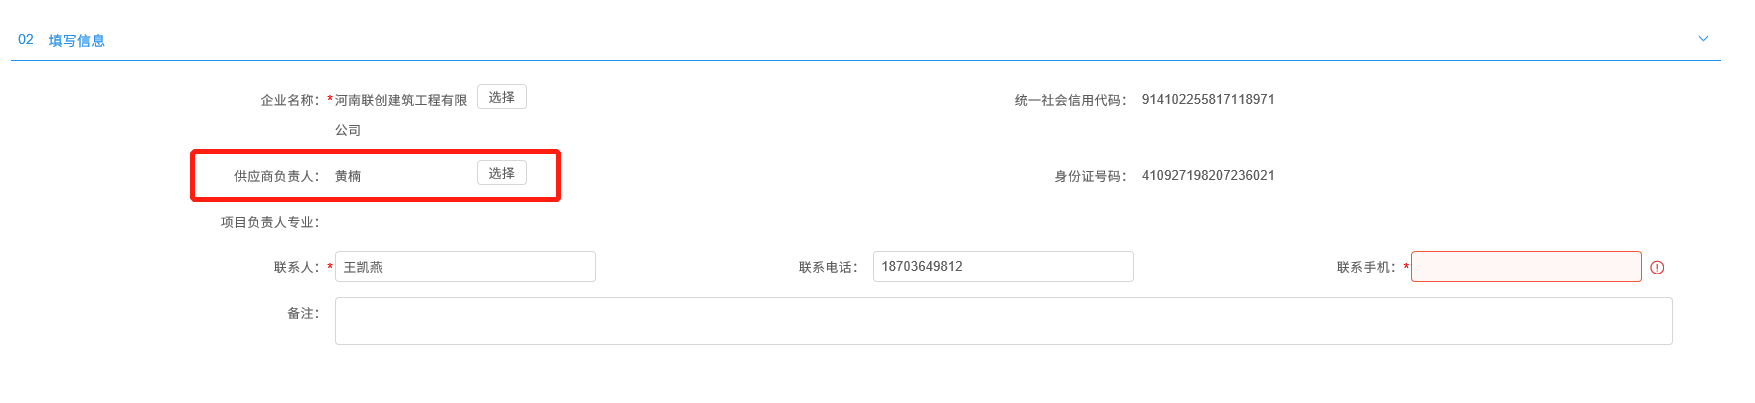 02 填写信息
企业名称：*河南联创建筑工程有限 选择 统一社会信用代码： 914102255817118971
公司
供应商负责人： 黄楠 选择 身份证号码： 410927198207236021
项目负责人专业：
联系人：* 王凯燕 联系电话： 18703649812 联系手机：*
备注：